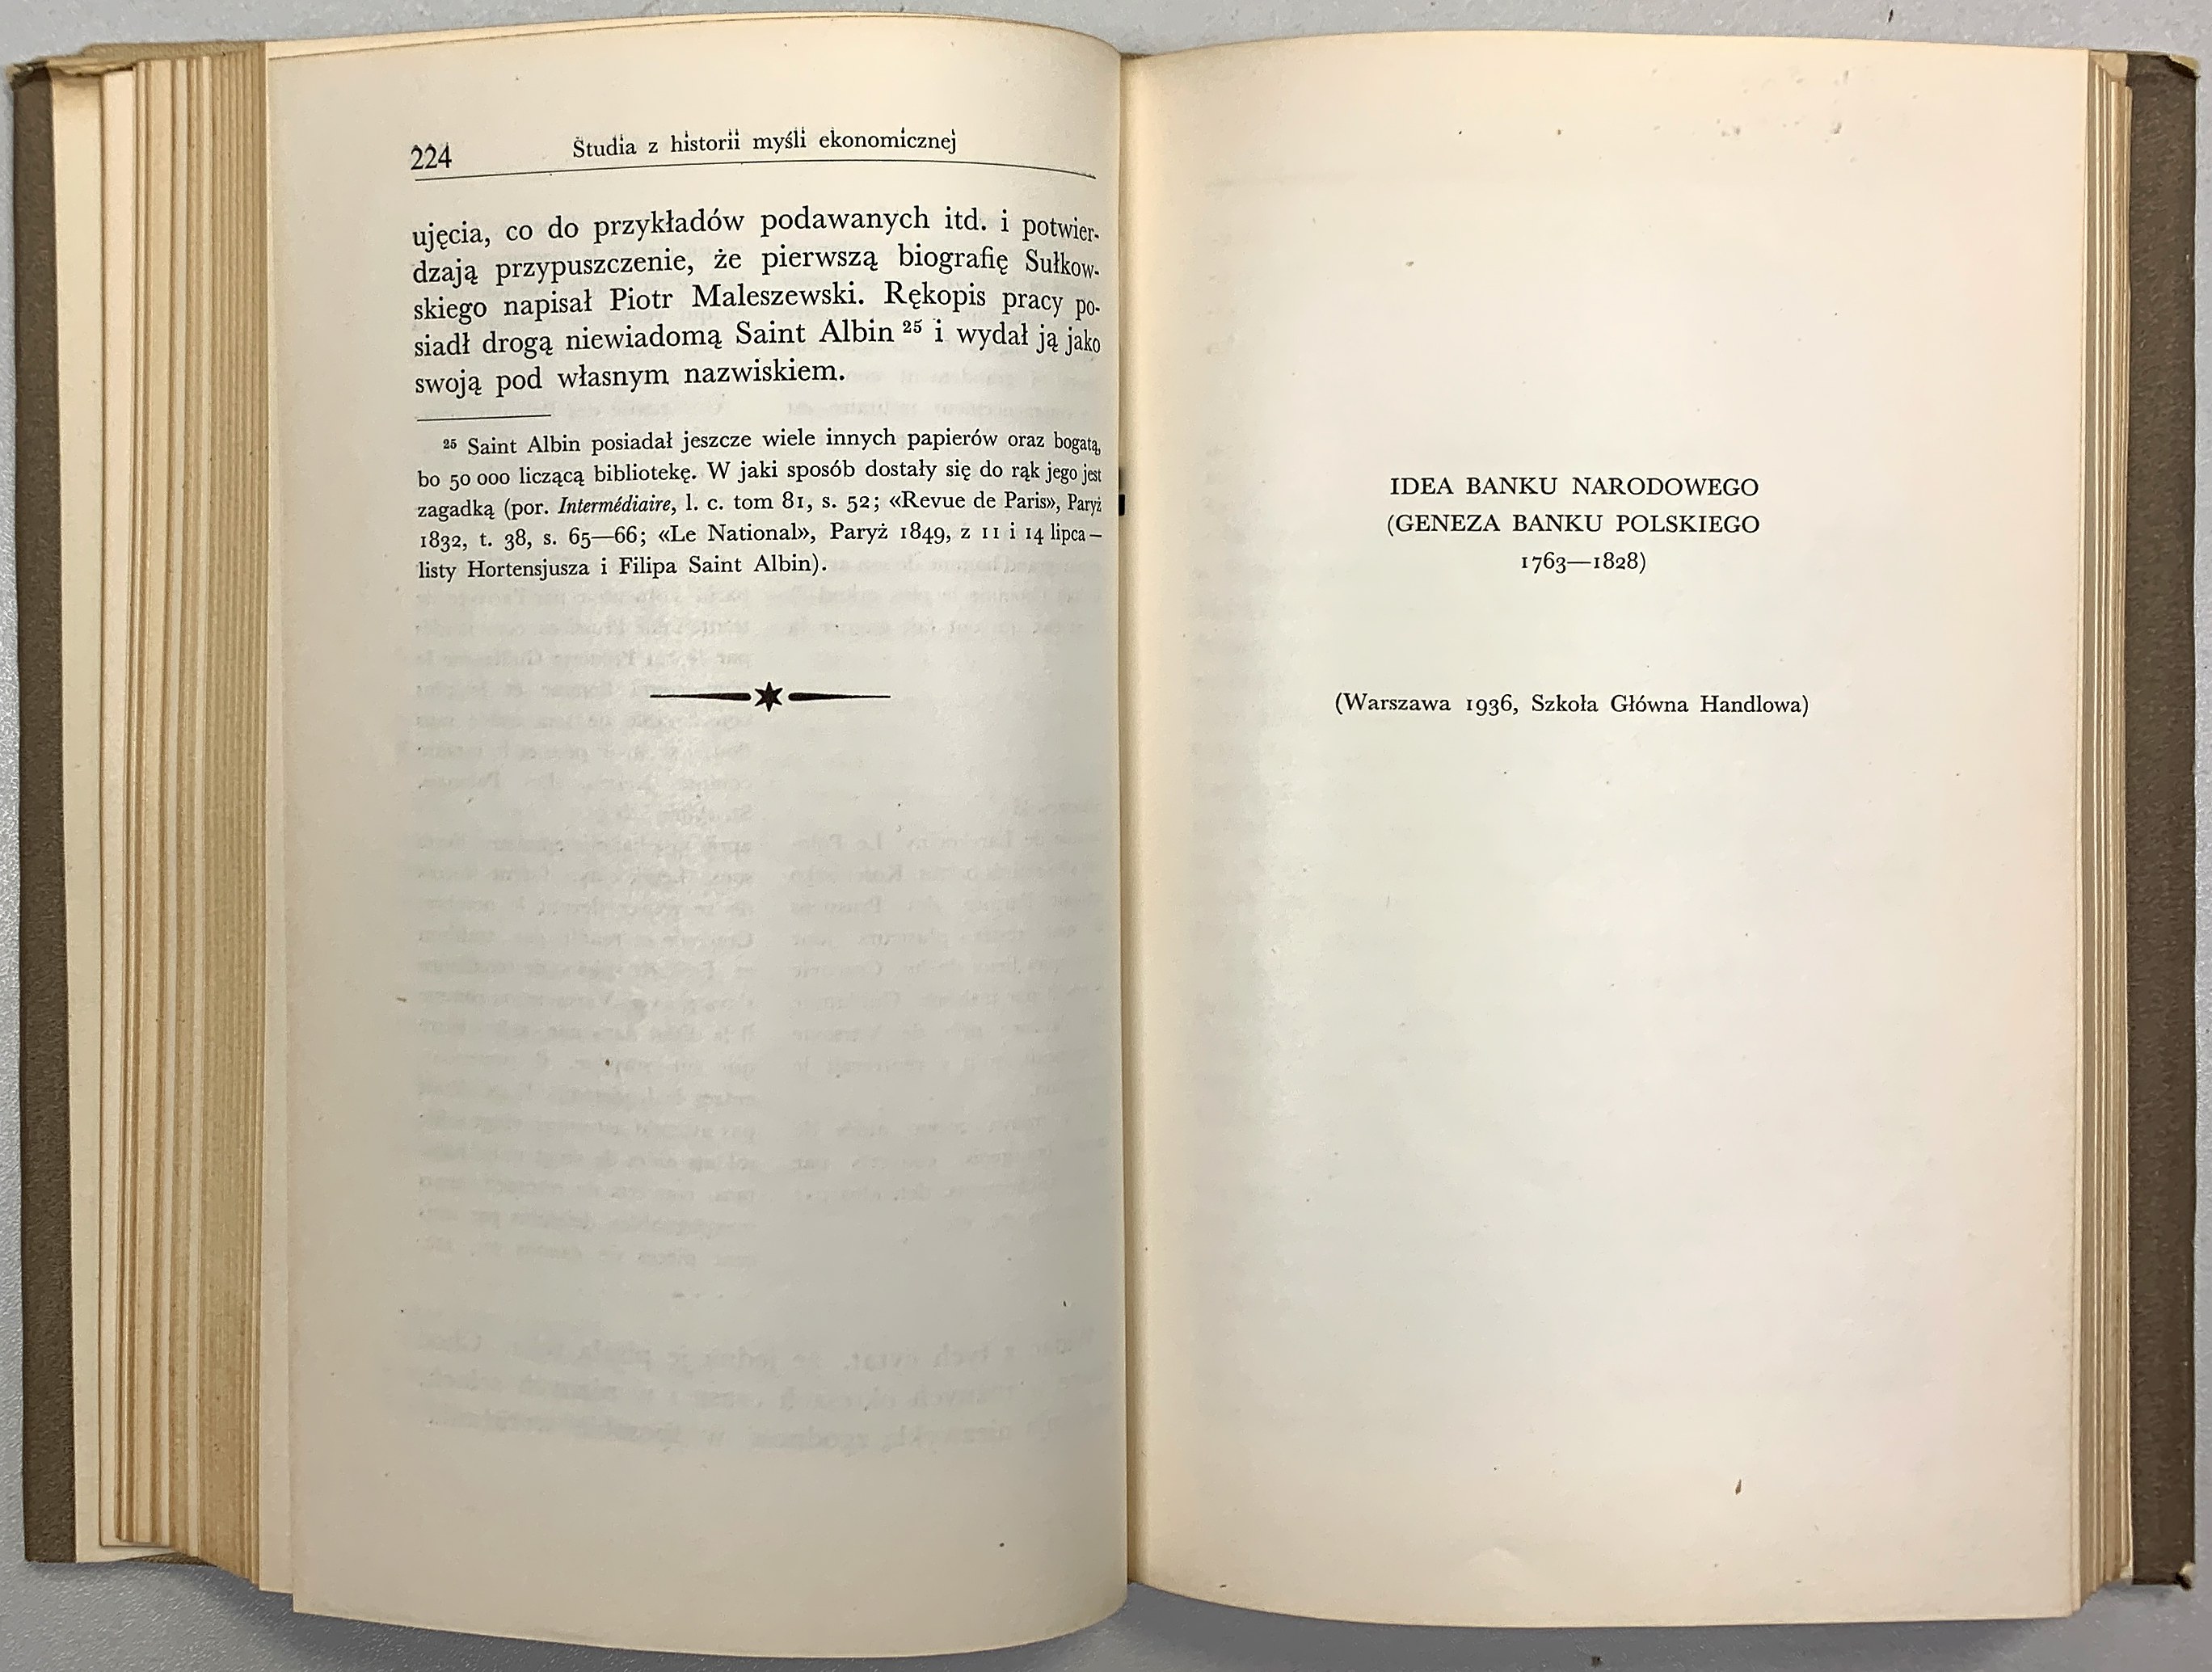 224 Studia z historii myśli ekonomicznej
ujęcia, co do przykładów podawanych itd. i potwier-
dzają przypuszczenie, że pierwszą biografię Sułkow-
skiego napisał Piotr Maleszewski. Rękopis pracy po-
siadł drogą niewiadomą Saint Albin ²⁵ i wydał ją jako
swoją pod własnym nazwiskiem.
²⁵ Saint Albin posiadał jeszcze wiele innych papierów oraz bogatą,
bo 50 000 liczącą bibliotekę. W jaki sposób dostały się do rąk jego jest
zagadką (por. Intermédiaire, l. c. tom 81, s. 52; «Revue de Paris», Paryż
1832, t. 38, s. 65—66; «Le National», Paryż 1849, z 11 i 14 lipca –
listy Hortensjusza i Filipa Saint Albin).
IDEA BANKU NARODOWEGO
(GENEZA BANKU POLSKIEGO
1763—1828)
(Warszawa 1936, Szkoła Główna Handlowa)